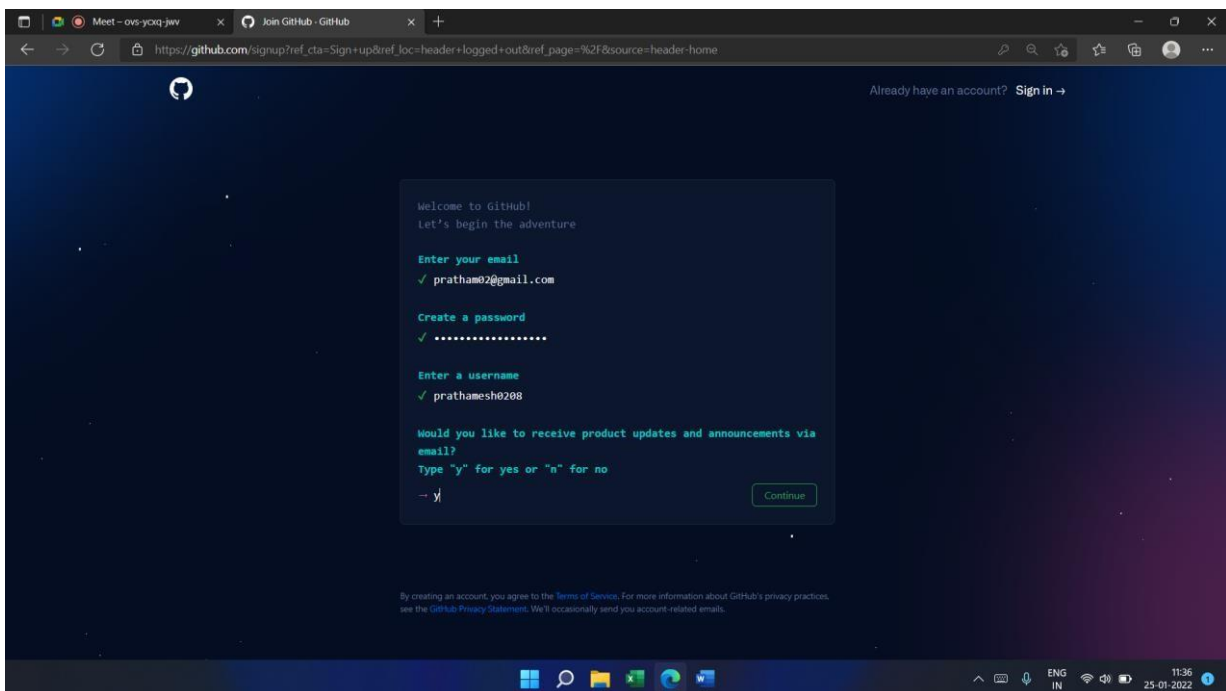 Meet – ovs-ycxq-jwv
Join GitHub · GitHub
https://github.com/signup?ref_cta=Sign+up&ref_loc=header+logged+out&ref_page=%2F&source=header-home
Already have an account? Sign in →
Welcome to GitHub!
Let's begin the adventure
Enter your email
✓ pratham02@gmail.com
Create a password
✓ ••••••••••••••••••
Enter a username
✓ prathamesh0208
Would you like to receive product updates and announcements via
email?
Type "y" for yes or "n" for no
→ y
Continue
By creating an account, you agree to the Terms of Service. For more information about GitHub's privacy practices,
see the GitHub Privacy Statement. We'll occasionally send you account-related emails.
ENG
IN
11:36
25-01-2022
1